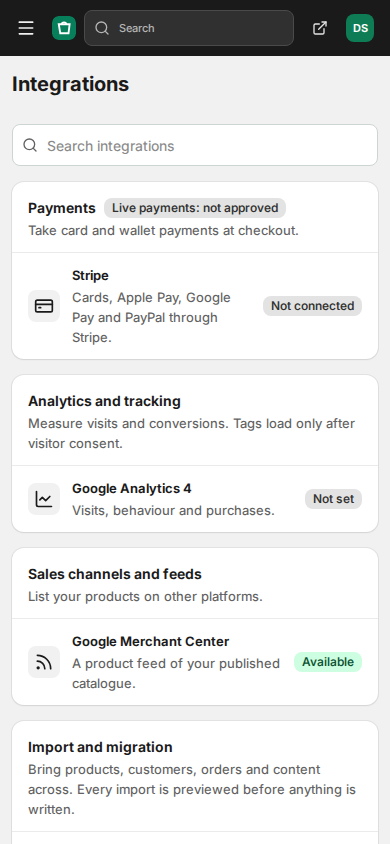 Search
DS
Integrations
Search integrations
Payments
Live payments: not approved
Take card and wallet payments at checkout.
Stripe
Cards, Apple Pay, Google
Pay and PayPal through
Stripe.
Not connected
Analytics and tracking
Measure visits and conversions. Tags load only after
visitor consent.
Google Analytics 4
Visits, behaviour and purchases.
Not set
Sales channels and feeds
List your products on other platforms.
Google Merchant Center
A product feed of your published
catalogue.
Available
Import and migration
Bring products, customers, orders and content
across. Every import is previewed before anything is
written.